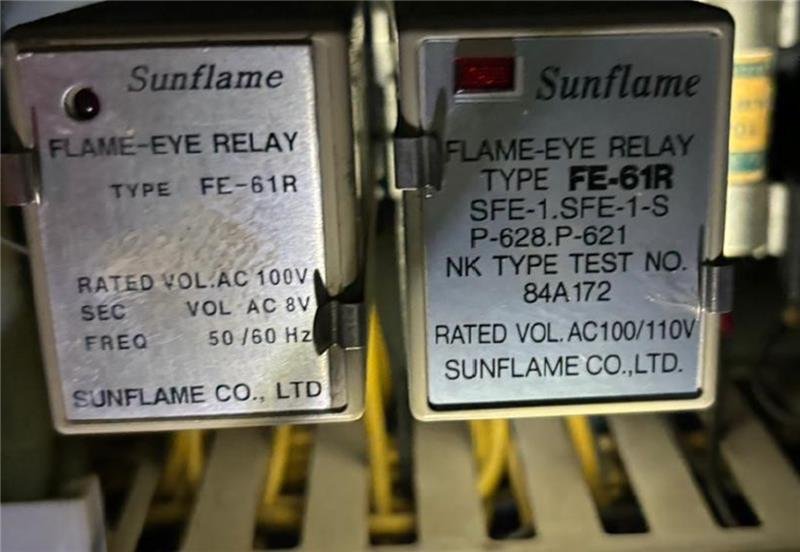 Sunflame
FLAME-EYE RELAY
TYPE FE-61R
RATED VOL.AC 100V
SEC VOL AC 8V
FREQ 50/60 Hz
SUNFLAME CO., LTD
Sunflame
FLAME-EYE RELAY
TYPE FE-61R
SFE-1.SFE-1-S
P-628.P-621
NK TYPE TEST NO.
84A172
RATED VOL.AC100/110V
SUNFLAME CO.,LTD.